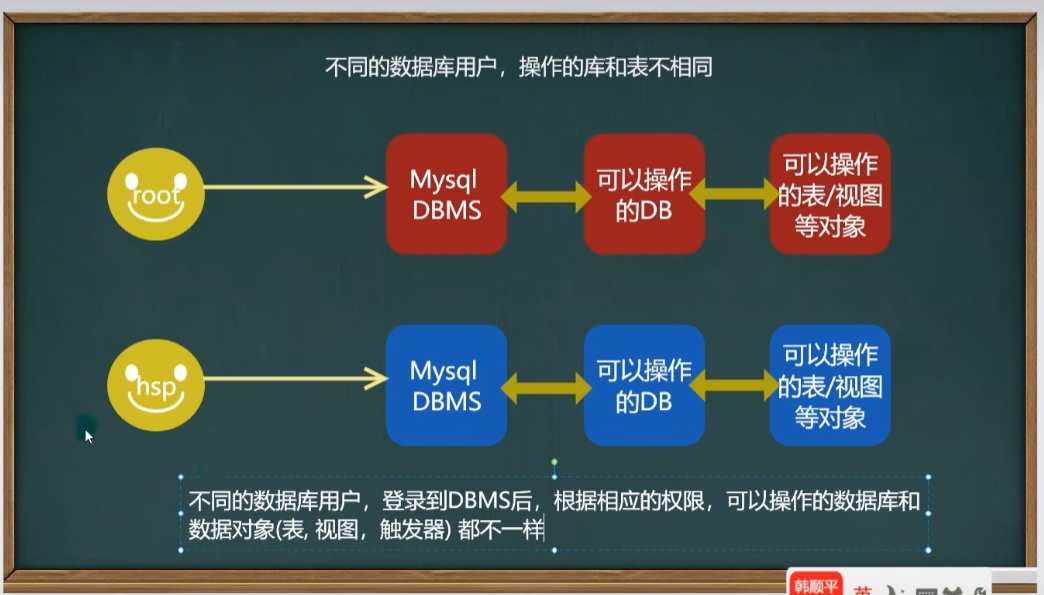 不同的数据库用户，操作的库和表不相同
root
Mysql
DBMS
可以操作
的DB
可以操作
的表/视图
等对象
hsp
Mysql
DBMS
可以操作
的DB
可以操作
的表/视图
等对象
不同的数据库用户，登录到DBMS后，根据相应的权限，可以操作的数据库和
数据对象(表, 视图，触发器) 都不一样
韩顺平
英